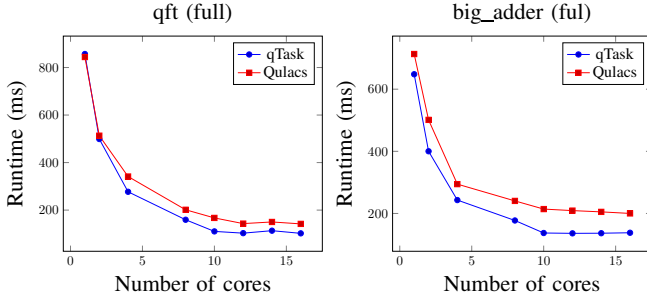 qft (full)
Runtime (ms)
800
600
400
200
0
5
10
15
Number of cores
qTask
Qulacs
big_adder (ful)
Runtime (ms)
600
400
200
0
5
10
15
Number of cores
qTask
Qulacs